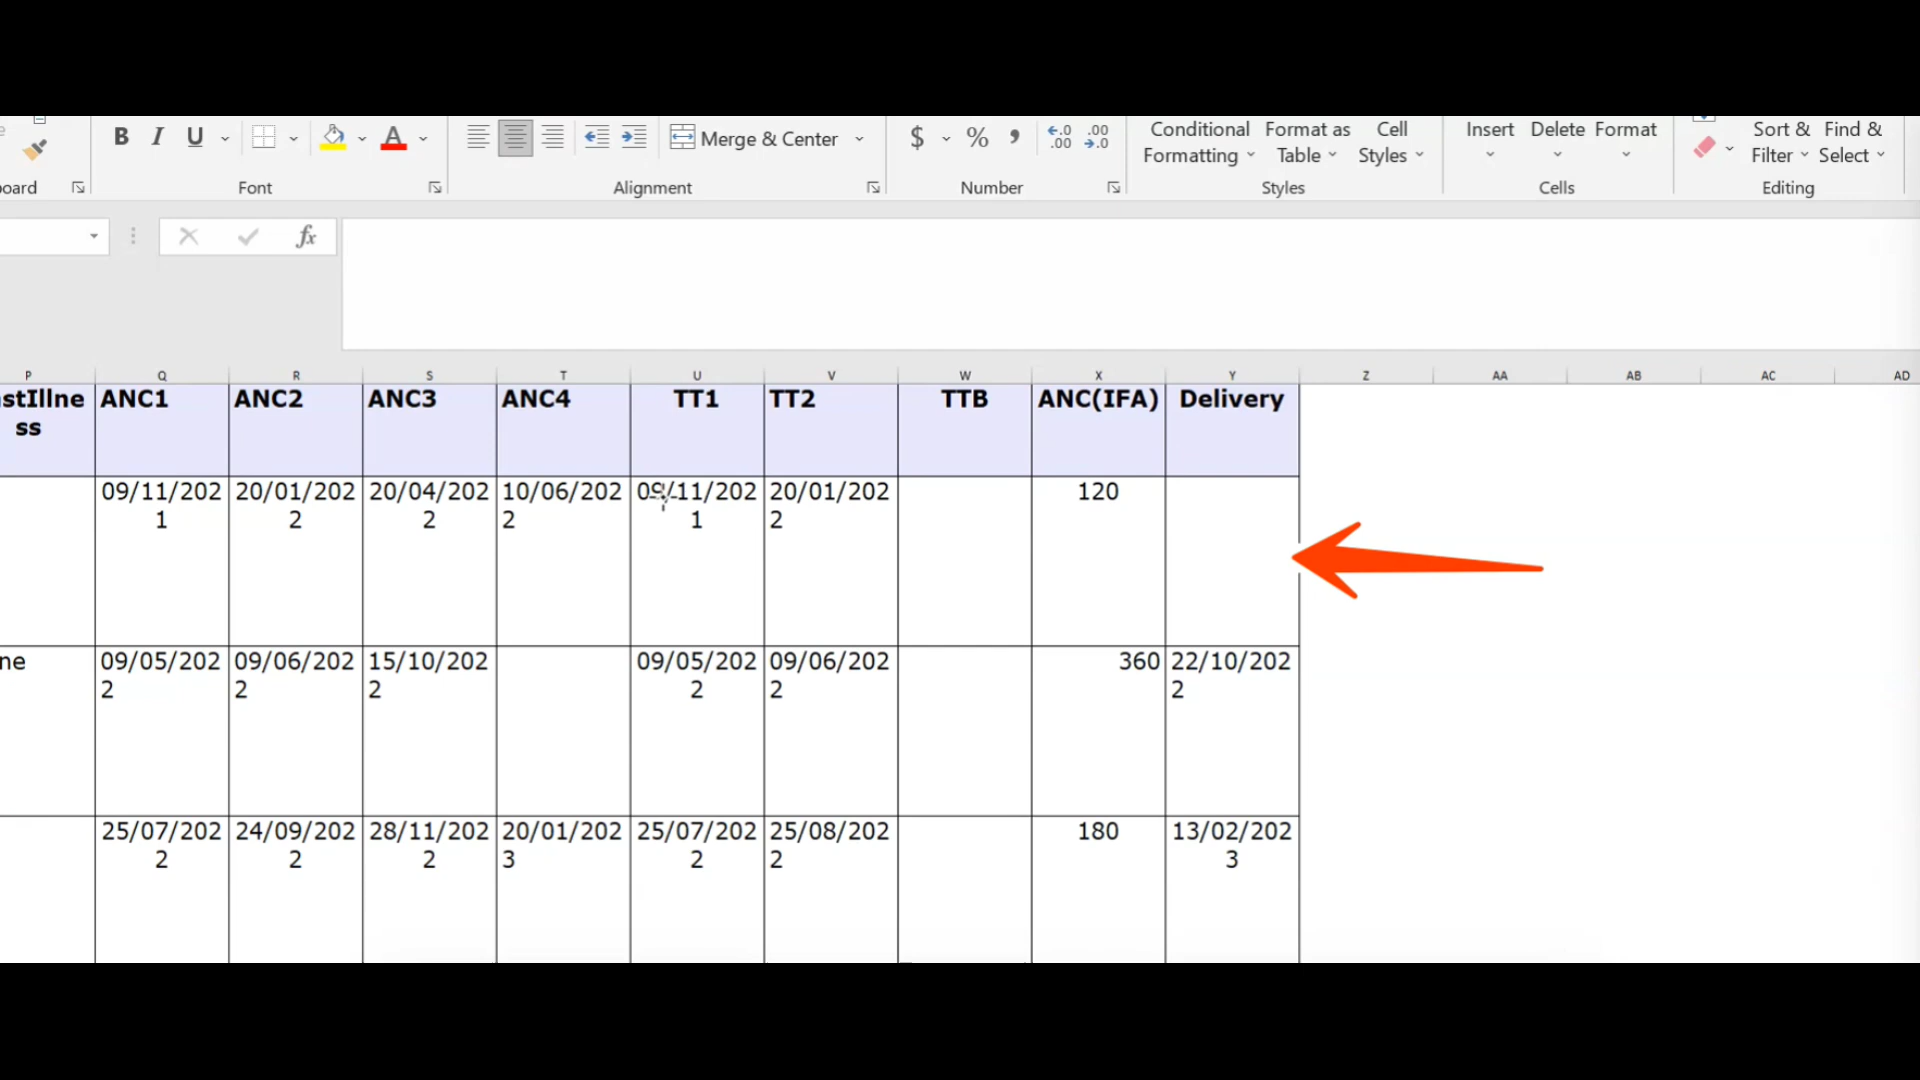 B I U
Merge & Center
$ % ,
Conditional Formatting
Format as Table
Cell Styles
Insert Delete Format
Sort & Filter
Find & Select
oard Font Alignment Number Styles Cells Editing
fx
P Q R S T U V W X Y Z AA AB AC AD
stIllne ANC1 ANC2 ANC3 ANC4 TT1 TT2 TTB ANC(IFA) Delivery
ss
09/11/202 20/01/202 20/04/202 10/06/202 09/11/202 20/01/202 120
1 2 2 2 1 2
ne 09/05/202 09/06/202 15/10/202 09/05/202 09/06/202 360 22/10/202
2 2 2 2 2 2
25/07/202 24/09/202 28/11/202 20/01/202 25/07/202 25/08/202 180 13/02/202
2 2 2 3 2 2 3